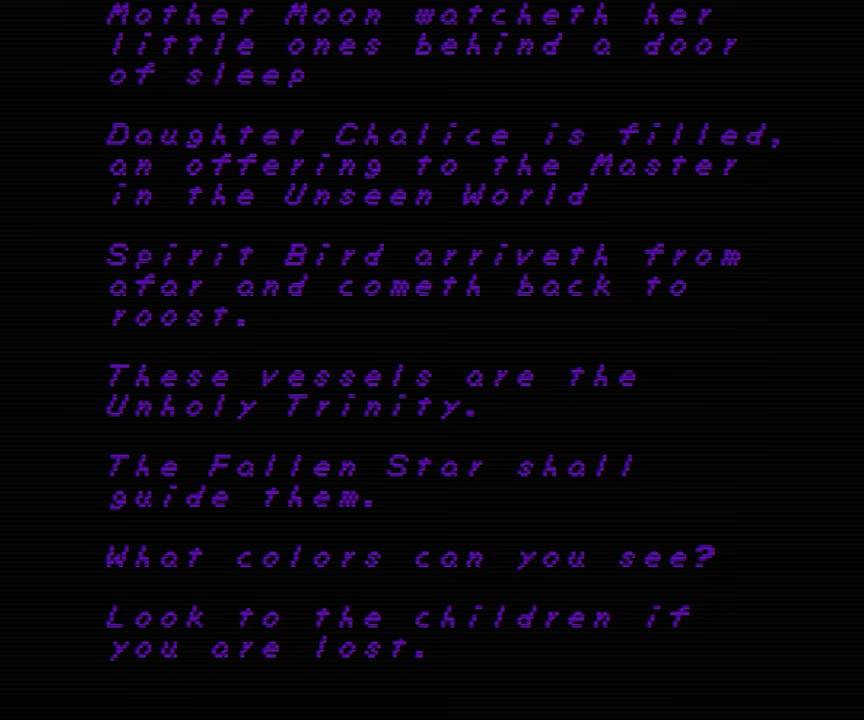 Mother Moon watcheth her
little ones behind a door
of sleep
Daughter Chalice is filled,
an offering to the Master
in the Unseen World
Spirit Bird arriveth from
afar and cometh back to
roost.
These vessels are the
Unholy Trinity.
The Fallen Star shall
guide them.
What colors can you see?
Look to the children if
you are lost.